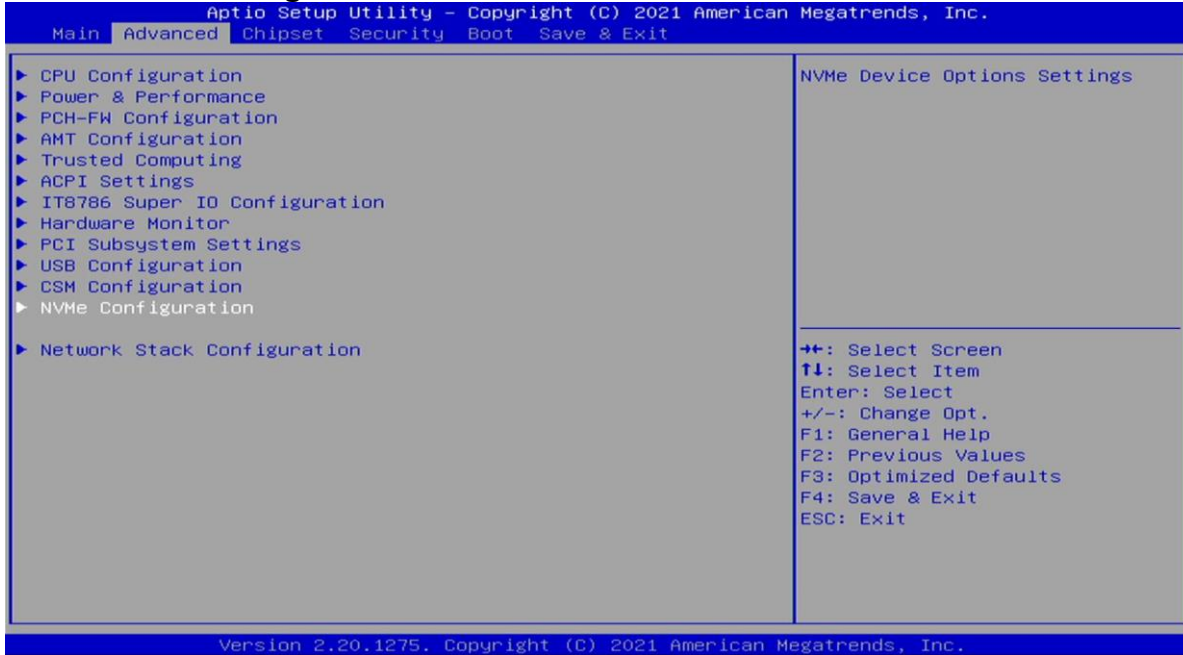 Aptio Setup Utility – Copyright (C) 2021 American Megatrends, Inc.
Main Advanced Chipset Security Boot Save & Exit
► CPU Configuration
► Power & Performance
► PCH-FW Configuration
► AMT Configuration
► Trusted Computing
► ACPI Settings
► IT8786 Super IO Configuration
► Hardware Monitor
► PCI Subsystem Settings
► USB Configuration
► CSM Configuration
► NVMe Configuration
► Network Stack Configuration
NVMe Device Options Settings
→←: Select Screen
↑↓: Select Item
Enter: Select
+/-: Change Opt.
F1: General Help
F2: Previous Values
F3: Optimized Defaults
F4: Save & Exit
ESC: Exit
Version 2.20.1275. Copyright (C) 2021 American Megatrends, Inc.